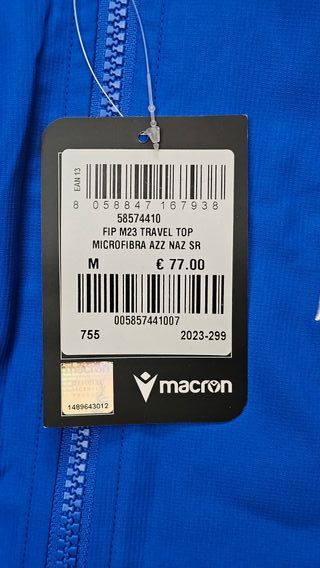 EAN 13
8 058847 167938
58574410
FIP M23 TRAVEL TOP
MICROFIBRA AZZ NAZ SR
M € 77.00
005857441007
755 2023-299
macron
macron
1489643012